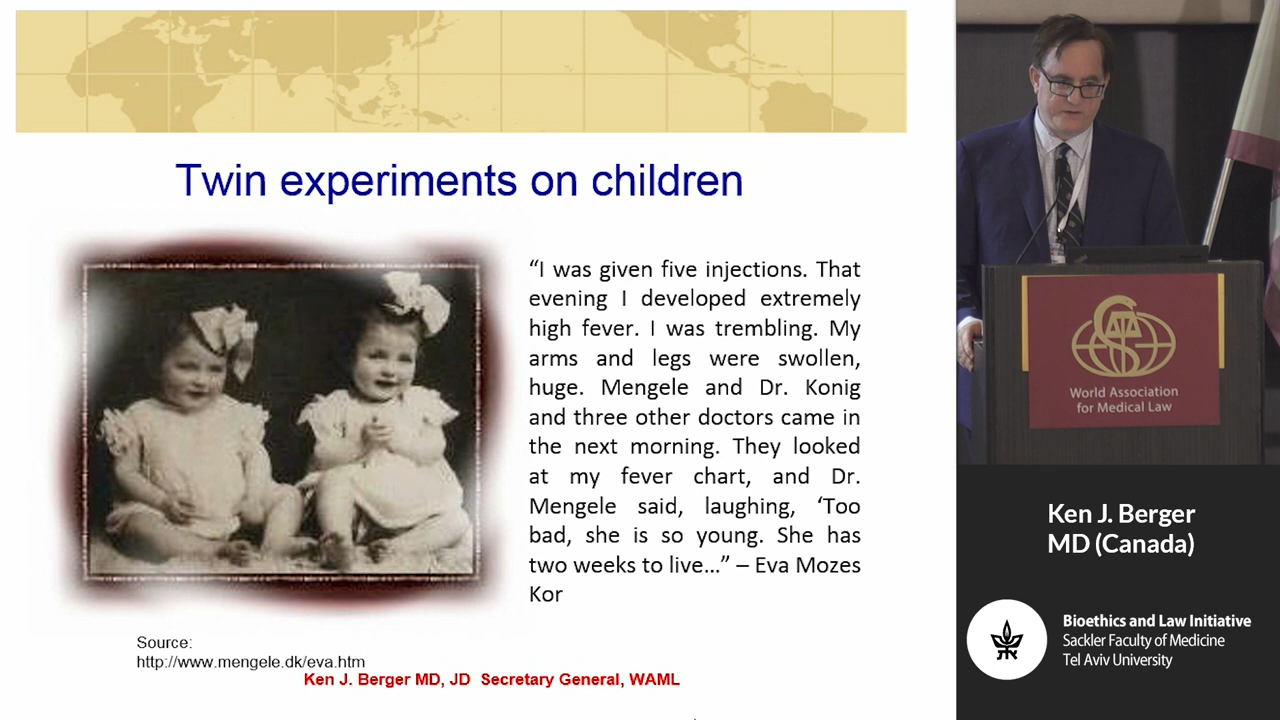 Twin experiments on children
“I was given five injections. That
evening I developed extremely
high fever. I was trembling. My
arms and legs were swollen,
huge. Mengele and Dr. Konig
and three other doctors came in
the next morning. They looked
at my fever chart, and Dr.
Mengele said, laughing, ‘Too
bad, she is so young. She has
two weeks to live...” – Eva Mozes
Kor
Source:
http://www.mengele.dk/eva.htm
Ken J. Berger MD, JD Secretary General, WAML
World Association
for Medical Law
Ken J. Berger
MD (Canada)
Bioethics and Law Initiative
Sackler Faculty of Medicine
Tel Aviv University